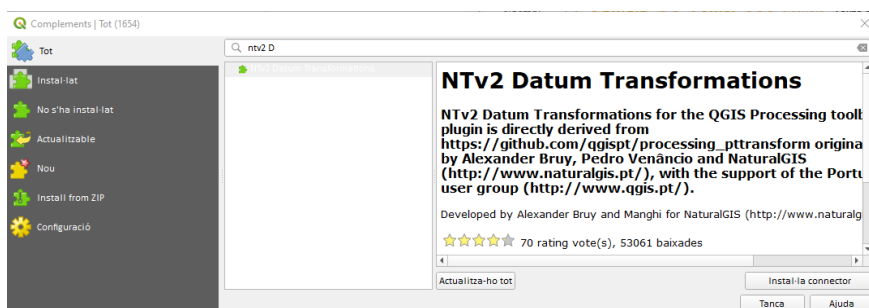 Complements | Tot (1654)
Tot
ntv2 D
Instal·lat
No s'ha instal·lat
Actualitzable
Nou
Install from ZIP
Configuració
NTv2 Datum Transformations
NTv2 Datum Transformations
NTv2 Datum Transformations for the QGIS Processing toolb
plugin is directly derived from
https://github.com/qgispt/processing_pttransform origina
by Alexander Bruy, Pedro Venâncio and NaturalGIS
(http://www.naturalgis.pt/), with the support of the Portu
user group (http://www.qgis.pt/).
Developed by Alexander Bruy and Manghi for NaturalGIS (http://www.naturalg
70 rating vote(s), 53061 baixades
Actualitza-ho tot
Instal·la connector
Tanca
Ajuda